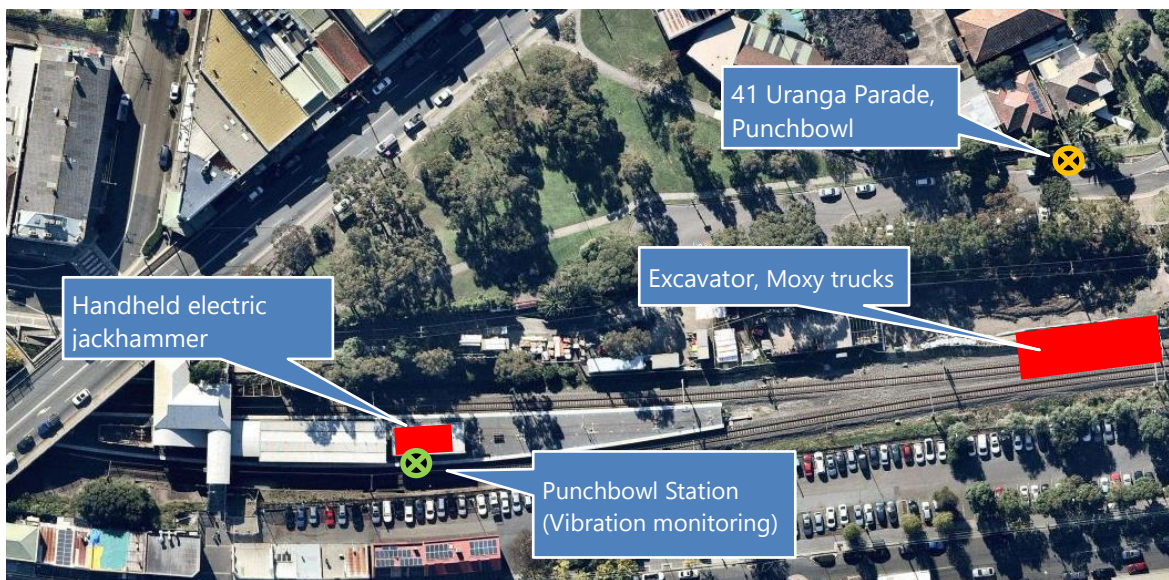 41 Uranga Parade,
Punchbowl
Excavator, Moxy trucks
Handheld electric
jackhammer
Punchbowl Station
(Vibration monitoring)